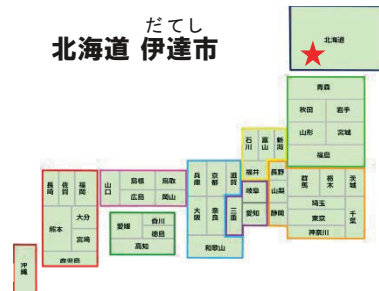 だてし
北海道 伊達市
北海道
青森
秋田 岩手
山形 宮城
福島
石川 富山 新潟
福井 長野
岐阜 山梨
愛知 静岡
群馬 栃木 茨城
埼玉
東京 千葉
神奈川
兵庫 京都 滋賀
大阪 奈良 三重
和歌山
山口 島根 鳥取
広島 岡山
愛媛 香川
徳島
高知
長崎 佐賀 福岡
熊本 大分
宮崎
鹿児島
沖縄